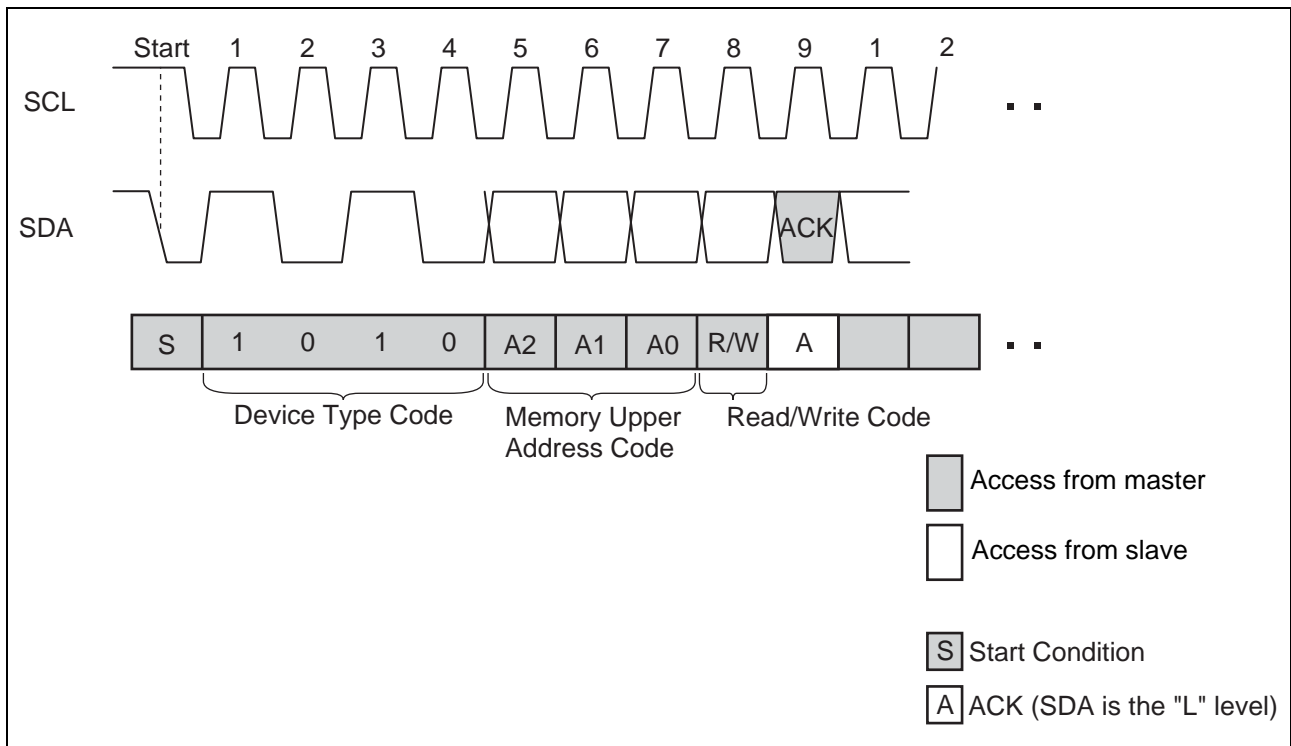 Start 1 2 3 4 5 6 7 8 9 1 2
SCL
SDA
ACK
S 1 0 1 0 A2 A1 A0 R/W A
Device Type Code
Memory Upper
Address Code
Read/Write Code
Access from master
Access from slave
S Start Condition
A ACK (SDA is the "L" level)